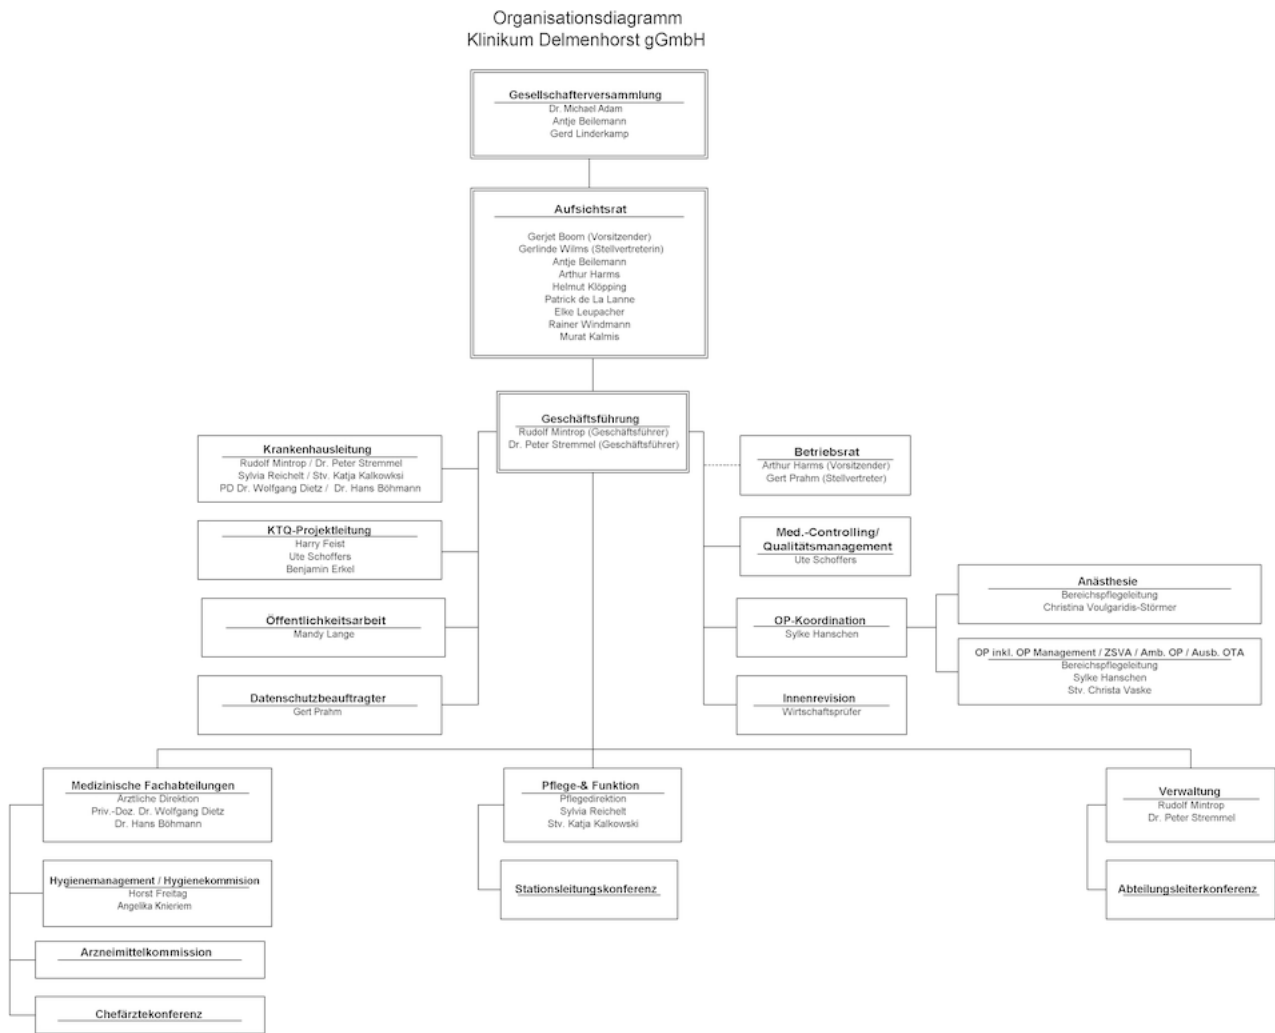 Organisationsdiagramm
Klinikum Delmenhorst gGmbH
Gesellschafterversammlung
Dr. Michael Adam
Antje Beilemann
Gerd Linderkamp
Aufsichtsrat
Gerjet Boom (Vorsitzender)
Gerlinde Wilms (Stellvertreterin)
Antje Beilemann
Arthur Harms
Helmut Klöpping
Patrick de La Lanne
Elke Leupacher
Rainer Windmann
Murat Kalmis
Geschäftsführung
Rudolf Mintrop (Geschäftsführer)
Dr. Peter Stremmel (Geschäftsführer)
Krankenhausleitung
Rudolf Mintrop / Dr. Peter Stremmel
Sylvia Reichelt / Stv. Katja Kalkowksi
PD Dr. Wolfgang Dietz / Dr. Hans Böhmann
Betriebsrat
Arthur Harms (Vorsitzender)
Gert Prahm (Stellvertreter)
KTQ-Projektleitung
Harry Feist
Ute Schoffers
Benjamin Erkel
Med.-Controlling/
Qualitätsmanagement
Ute Schoffers
Öffentlichkeitsarbeit
Mandy Lange
OP-Koordination
Sylke Hanschen
Anästhesie
Bereichspflegeleitung
Christina Voulgaridis-Störmer
OP inkl. OP Management / ZSVA / Amb. OP / Ausb. OTA
Bereichspflegeleitung
Sylke Hanschen
Stv. Christa Vaske
Datenschutzbeauftragter
Gert Prahm
Innenrevision
Wirtschaftsprüfer
Medizinische Fachabteilungen
Ärztliche Direktion
Priv.-Doz. Dr. Wolfgang Dietz
Dr. Hans Böhmann
Hygienemanagement / Hygienekommision
Horst Freitag
Angelika Knieriem
Arzneimittelkommission
Chefärztekonferenz
Pflege-& Funktion
Pflegedirektion
Sylvia Reichelt
Stv. Katja Kalkowski
Stationsleitungskonferenz
Verwaltung
Rudolf Mintrop
Dr. Peter Stremmel
Abteilungsleiterkonferenz